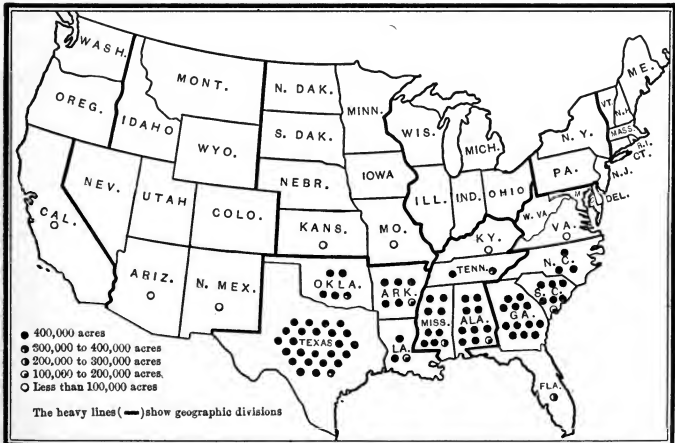 WASH.
MONT.
N. DAK.
MINN.
ME.
VT.
N.H.
OREG.
IDAHO
S. DAK.
WIS.
MICH.
N. Y.
MASS.
R.I.
CT.
WYO.
NEBR.
IOWA
PA.
N.J.
NEV.
UTAH
COLO.
ILL.
IND.
OHIO
W. VA
DEL.
CAL.
KANS.
MO.
KY.
VA.
ARIZ.
N. MEX.
OKLA.
ARK.
TENN.
N. C.
S. C.
TEXAS
LA.
MISS.
ALA.
GA.
FLA.
400,000 acres
300,000 to 400,000 acres
200,000 to 300,000 acres
100,000 to 200,000 acres.
Less than 100,000 acres
The heavy lines (━) show geographic divisions